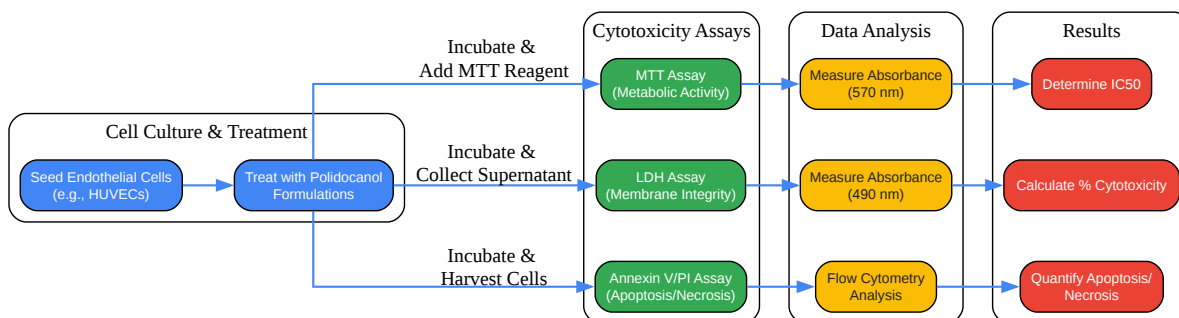 Cell Culture & Treatment
Seed Endothelial Cells
(e.g., HUVECs)
Treat with Polidocanol
Formulations
Incubate &
Add MTT Reagent
Incubate &
Collect Supernatant
Incubate &
Harvest Cells
Cytotoxicity Assays
MTT Assay
(Metabolic Activity)
LDH Assay
(Membrane Integrity)
Annexin V/PI Assay
(Apoptosis/Necrosis)
Data Analysis
Measure Absorbance
(570 nm)
Measure Absorbance
(490 nm)
Flow Cytometry
Analysis
Results
Determine IC50
Calculate % Cytotoxicity
Quantify Apoptosis/
Necrosis